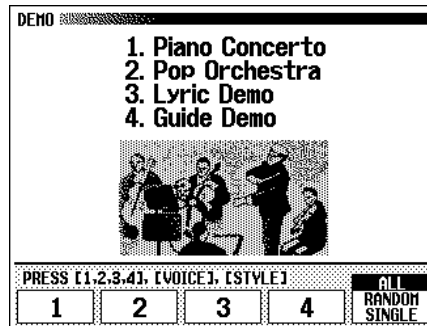 DEMO
1. Piano Concerto
2. Pop Orchestra
3. Lyric Demo
4. Guide Demo
PRESS [1,2,3,4], [VOICE], [STYLE]
ALL
1 2 3 4 RANDOM
SINGLE